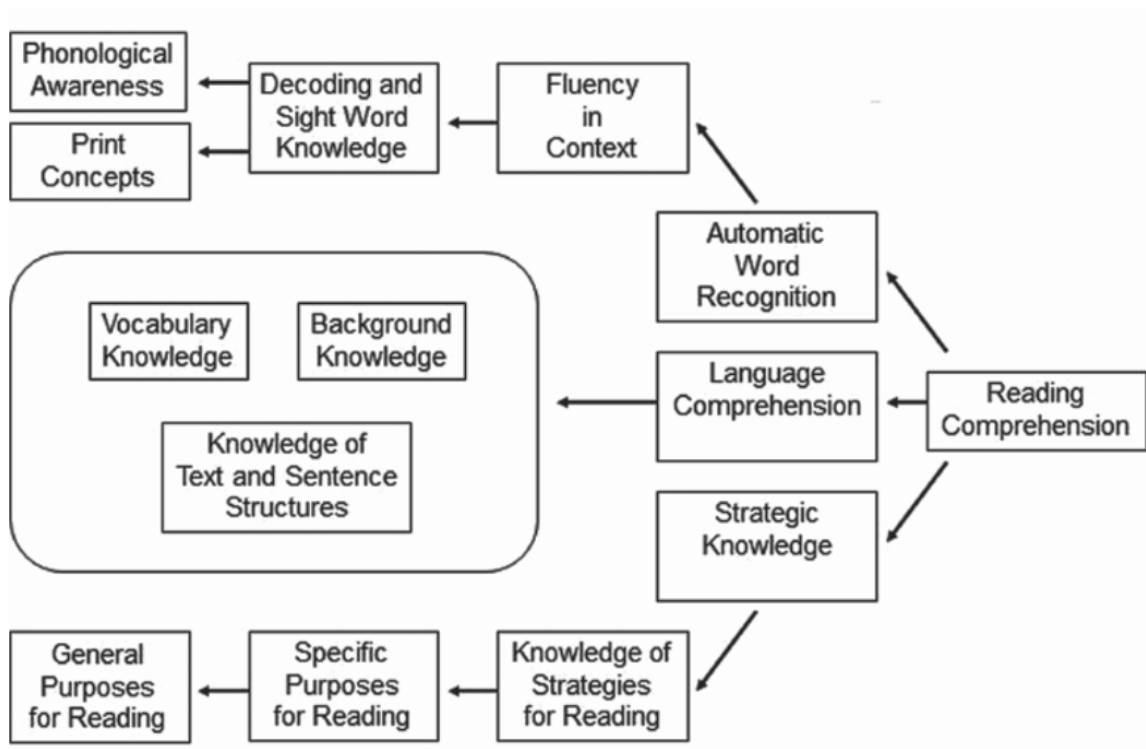 Phonological
Awareness
Print
Concepts
Decoding and
Sight Word
Knowledge
Fluency
in
Context
Automatic
Word
Recognition
Vocabulary
Knowledge
Background
Knowledge
Knowledge of
Text and Sentence
Structures
Language
Comprehension
Reading
Comprehension
Strategic
Knowledge
General
Purposes
for Reading
Specific
Purposes
for Reading
Knowledge of
Strategies
for Reading